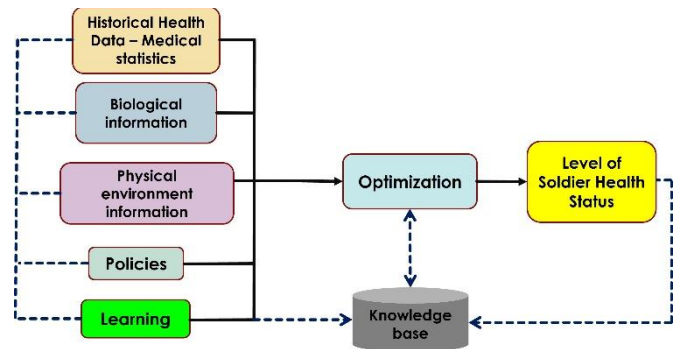 Historical Health
Data – Medical
statistics
Biological
information
Physical
environment
information
Policies
Learning
Optimization
Knowledge
base
Level of
Soldier Health
Status